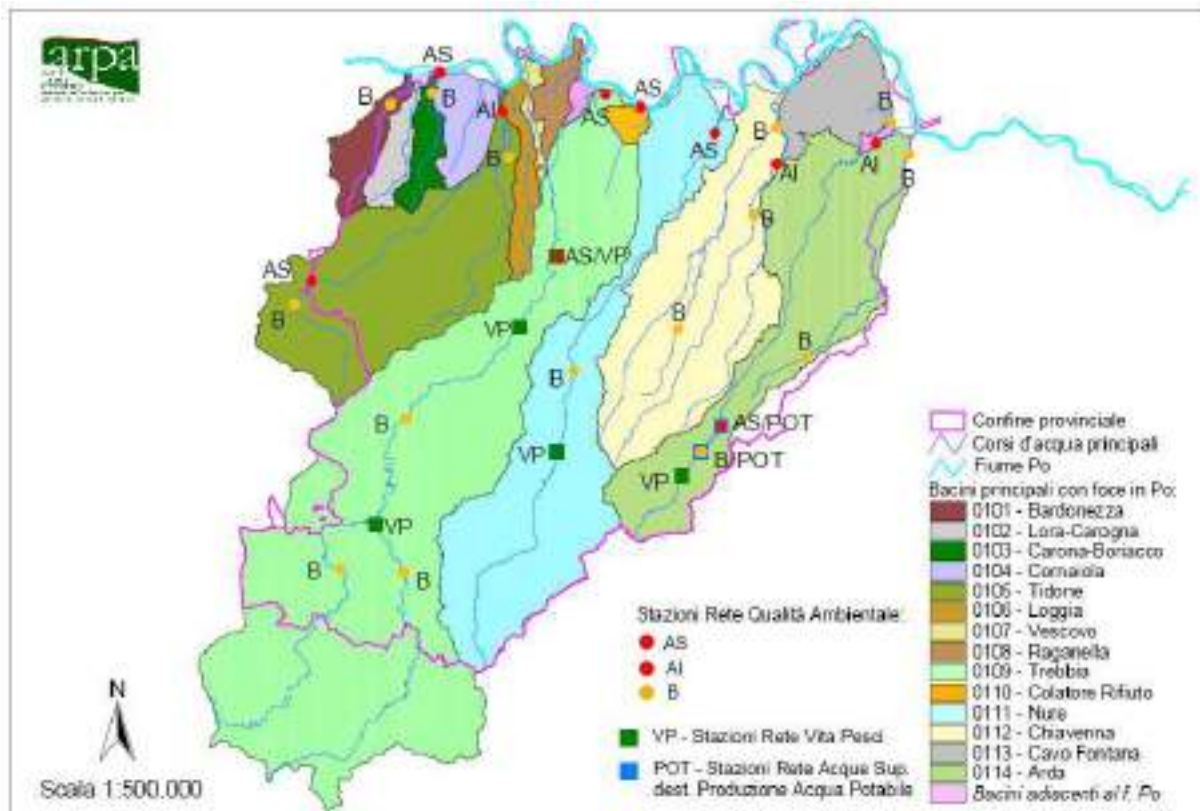 arpa
AS
B
B
AI
AS
AS
B
B
AS
B
AI
AI
B
B
AS
B
AS/VP
VP
B
B
B
B
AS/POT
VP
B/POT
VP
VP
B
B
N
Scala 1:500.000
Stazioni Rete Qualità Ambientale:
AS
AI
B
VP - Stazioni Rete Vita Pesci
POT - Stazioni Rete Acque Sup.
dest. Produzione Acqua Potabile
Confine provinciale
Corsi d'acqua principali
Fiume Po
Bacini principali con foce in Po:
0101 - Bardonezza
0102 - Lora-Carogna
0103 - Carona-Boriacco
0104 - Cornaiola
0105 - Tidone
0106 - Loggia
0107 - Vescovo
0108 - Raganella
0109 - Trebbia
0110 - Colatore Rifiuto
0111 - Nure
0112 - Chiavenna
0113 - Cavo Fontana
0114 - Arda
Bacini adiacenti al f. Po